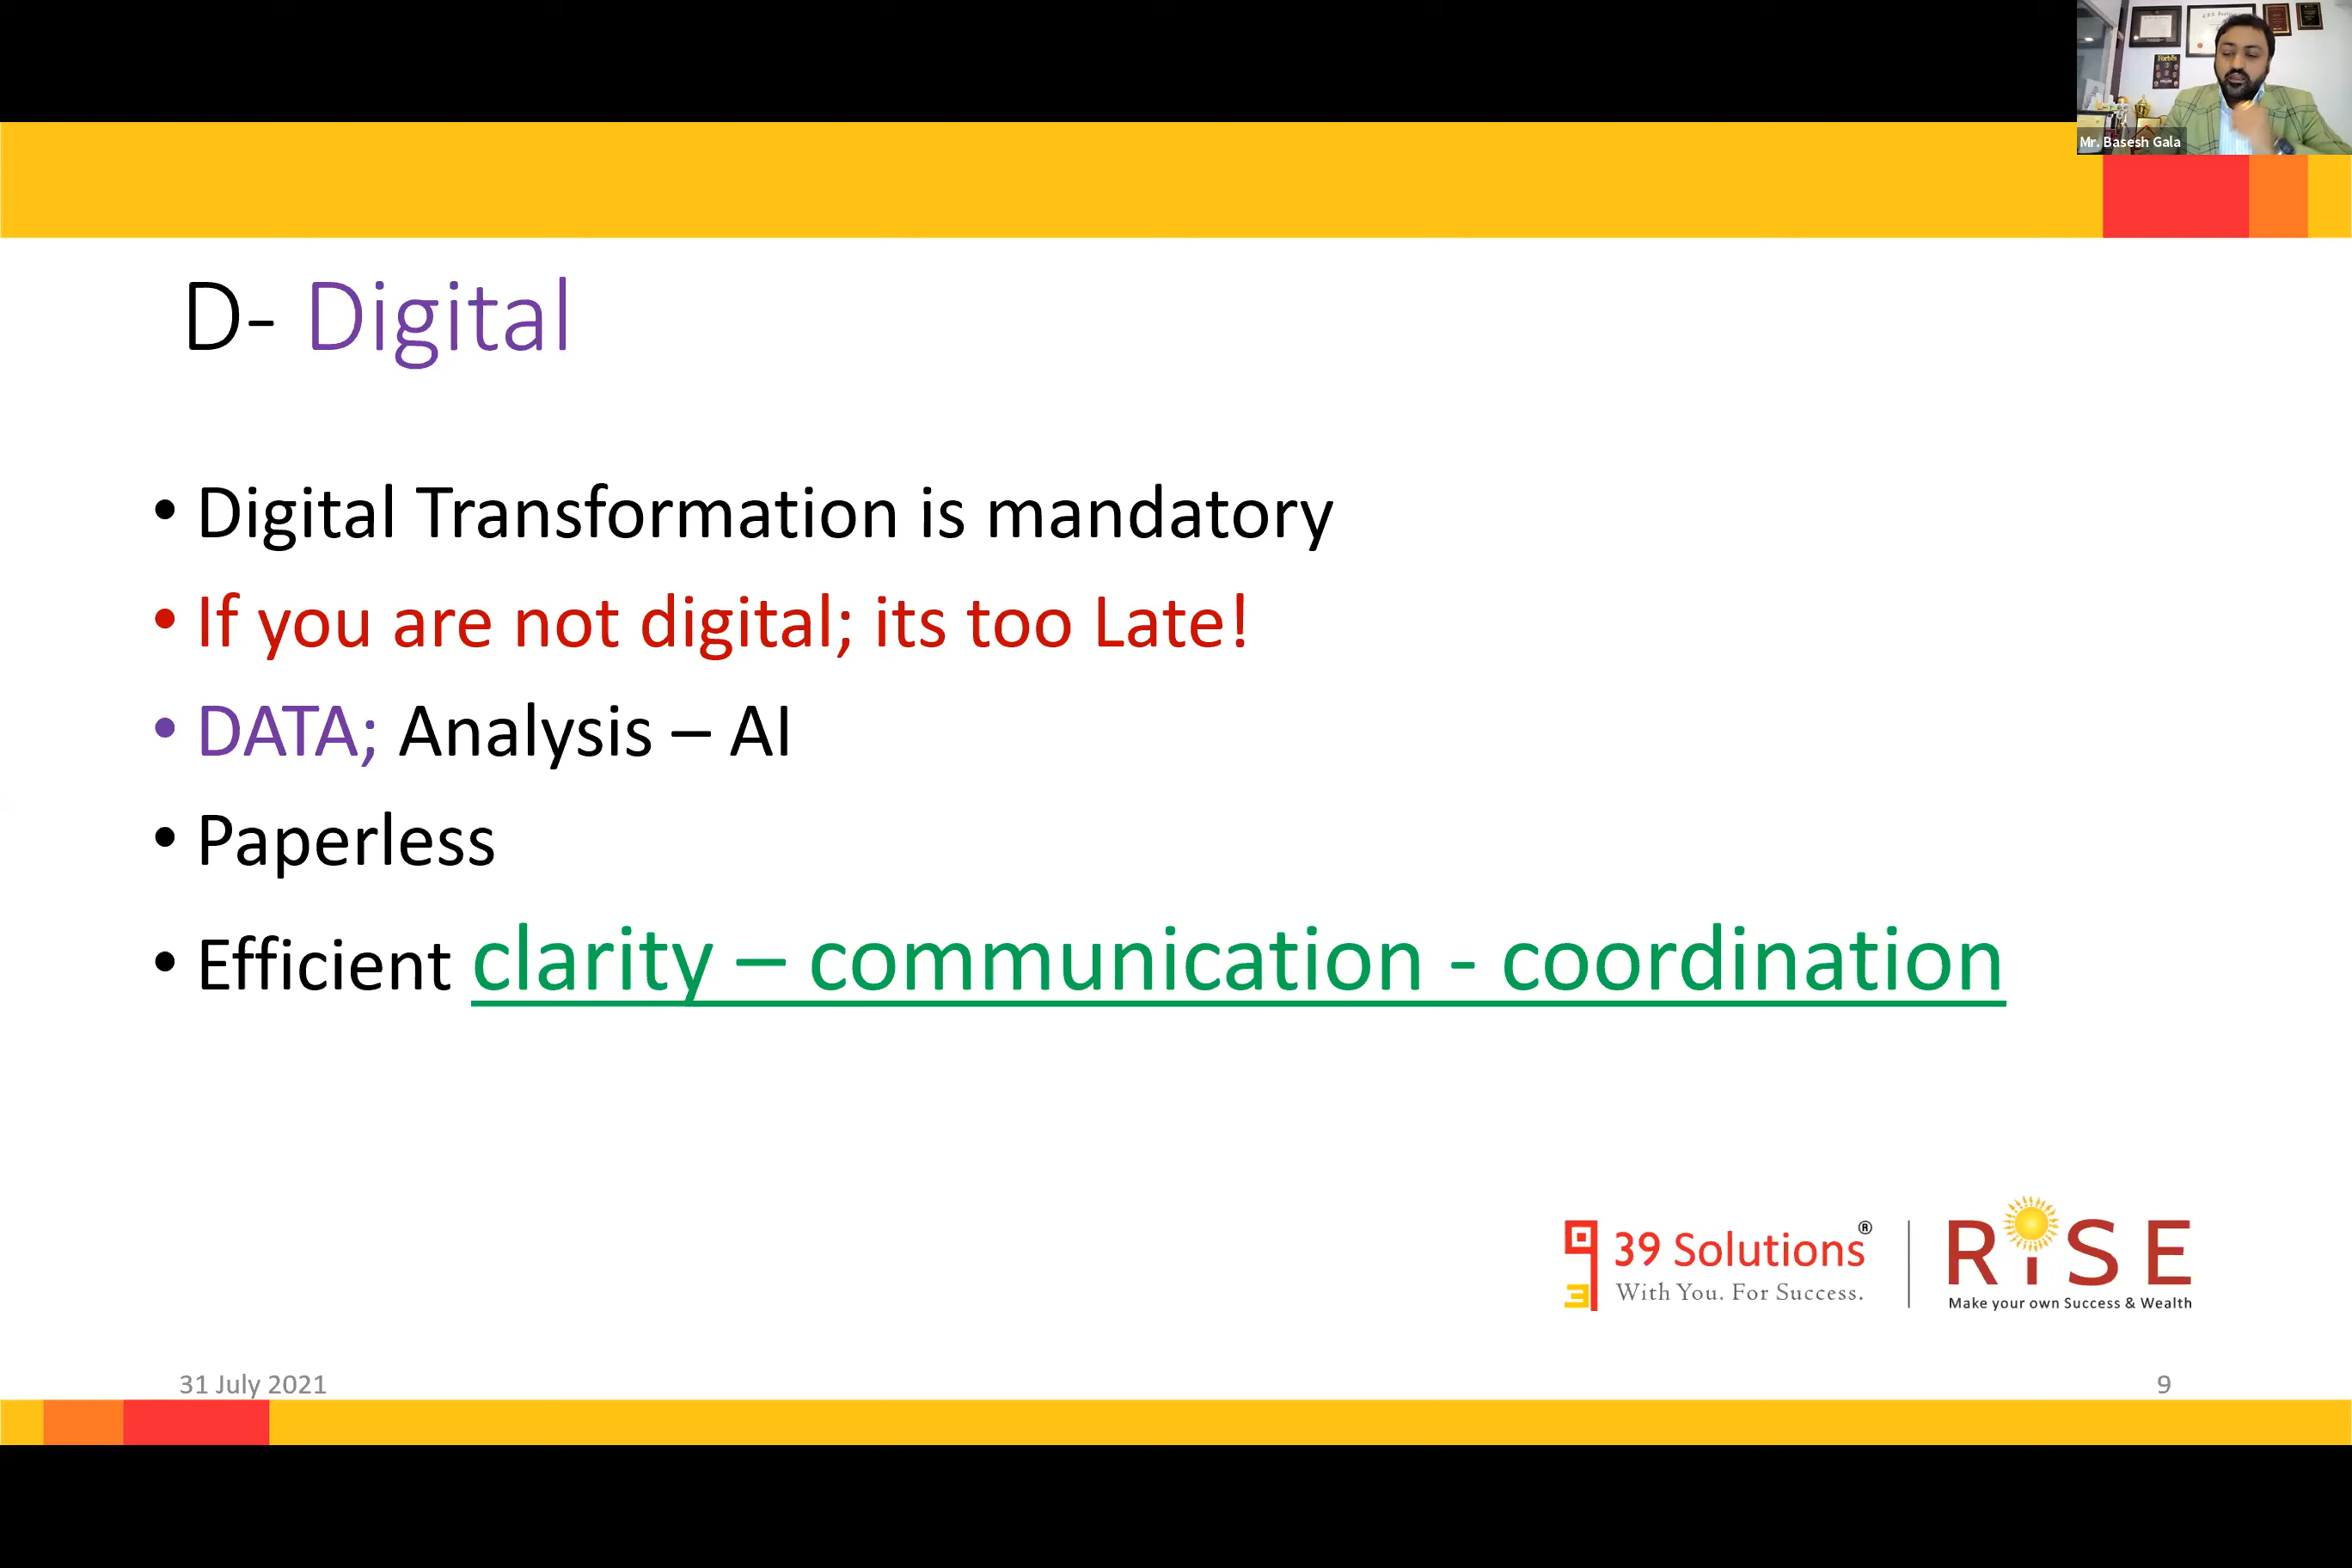 Forbes
Mr. Basesh Gala
D- Digital
• Digital Transformation is mandatory
• If you are not digital; its too Late!
• DATA; Analysis – AI
• Paperless
• Efficient clarity – communication - coordination
39 Solutions®
With You. For Success.
RiSE
Make your own Success & Wealth
31 July 2021
9